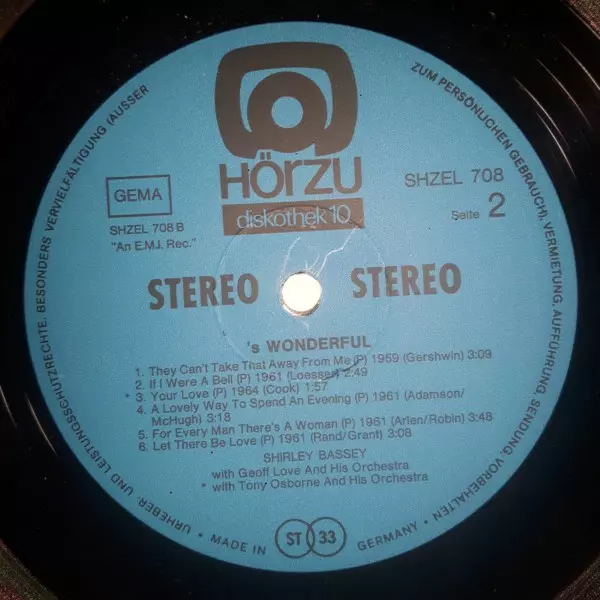 HÖRZU
diskothek 10
GEMA
SHZEL 708 B
"An E.M.I. Rec."
SHZEL 708
Seite 2
STEREO STEREO
's WONDERFUL
1. They Can't Take That Away From Me (P) 1959 (Gershwin) 3:09
2. If I Were A Bell (P) 1961 (Loesser) 2:49
* 3. Your Love (P) 1964 (Cook) 1:57
4. A Lovely Way To Spend An Evening (P) 1961 (Adamson/
McHugh) 3:18
5. For Every Man There's A Woman (P) 1961 (Arlen/Robin) 3:48
6. Let There Be Love (P) 1961 (Rand/Grant) 3:08
SHIRLEY BASSEY
with Geoff Love And His Orchestra
* with Tony Osborne And His Orchestra
ST 33
URHEBER- UND LEISTUNGSSCHUTZRECHTE, BESONDERS VERVIELFÄLTIGUNG (AUSSER
ZUM PERSÖNLICHEN GEBRAUCH), VERMIETUNG, AUFFÜHRUNG, SENDUNG, VORBEHALTEN
• MADE IN GERMANY •